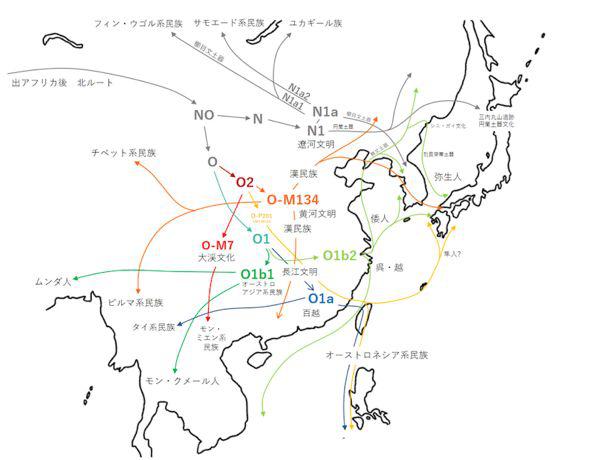 フィン・ウゴル系民族
サモエード系民族
ユカギール族
櫛目文土器
出アフリカ後 北ルート
N1a2
N1a1
N1a
NO
N
N1
遼河文明
櫛目文土器
円筒土器
三内丸山遺跡
円筒土器文化
チベット系民族
O
O2
漢民族
弥生人
O-M134
黄河文明
O-P201
漢民族
倭人
O-M7
大渓文化
O1
O1b2
呉・越
隼人?
ムンダ人
O1b1
オーストロ
アジア系民族
長江文明
O1a
百越
ビルマ系民族
タイ系民族
モン・
ミエン系
民族
オーストロネシア系民族
モン・クメール人